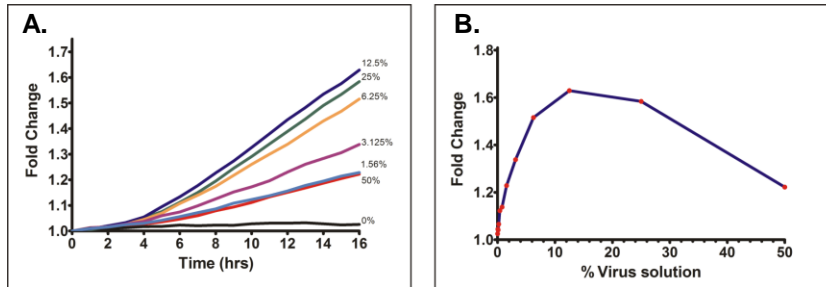 A.
Fold Change
1.7
1.6
1.5
1.4
1.3
1.2
1.1
1.0
12.5%
25%
6.25%
3.125%
1.56%
50%
0%
0 2 4 6 8 10 12 14 16
Time (hrs)
B.
Fold Change
1.8
1.6
1.4
1.2
1.0
0 10 20 30 40 50
% Virus solution